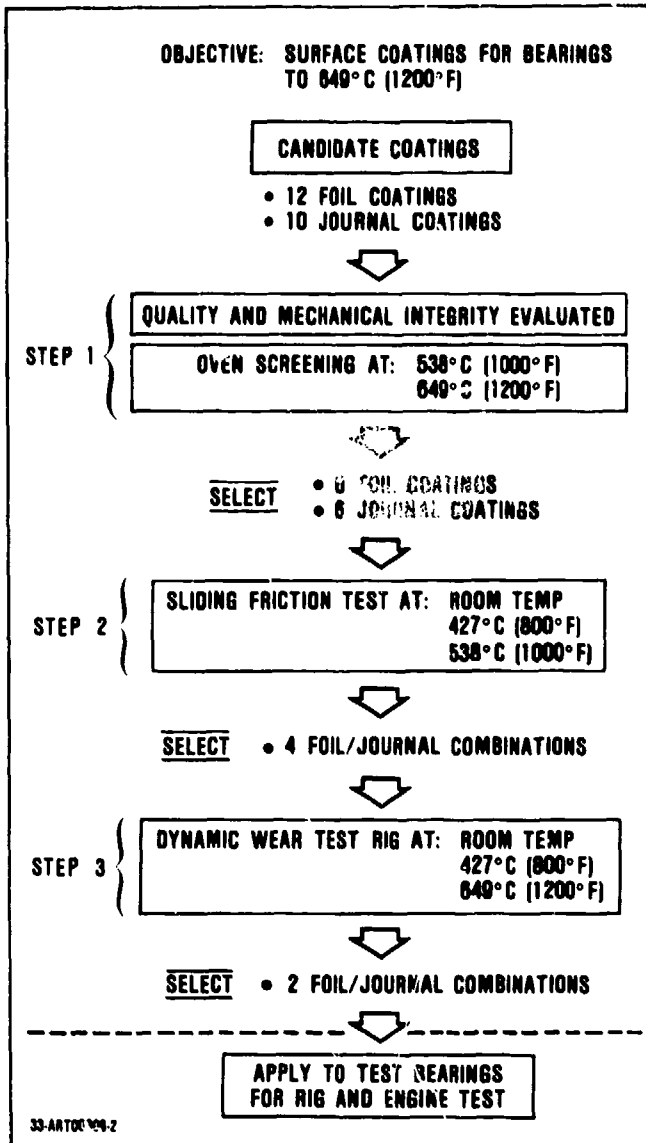 OBJECTIVE: SURFACE COATINGS FOR BEARINGS
TO 649°C (1200°F)
CANDIDATE COATINGS
• 12 FOIL COATINGS
• 10 JOURNAL COATINGS
STEP 1
QUALITY AND MECHANICAL INTEGRITY EVALUATED
OVEN SCREENING AT: 538°C (1000°F)
649°C (1200°F)
SELECT
• FOIL COATINGS
• 6 JOURNAL COATINGS
STEP 2
SLIDING FRICTION TEST AT: ROOM TEMP
427°C (800°F)
538°C (1000°F)
SELECT • 4 FOIL/JOURNAL COMBINATIONS
STEP 3
DYNAMIC WEAR TEST RIG AT: ROOM TEMP
427°C (800°F)
649°C (1200°F)
SELECT • 2 FOIL/JOURNAL COMBINATIONS
APPLY TO TEST BEARINGS
FOR RIG AND ENGINE TEST